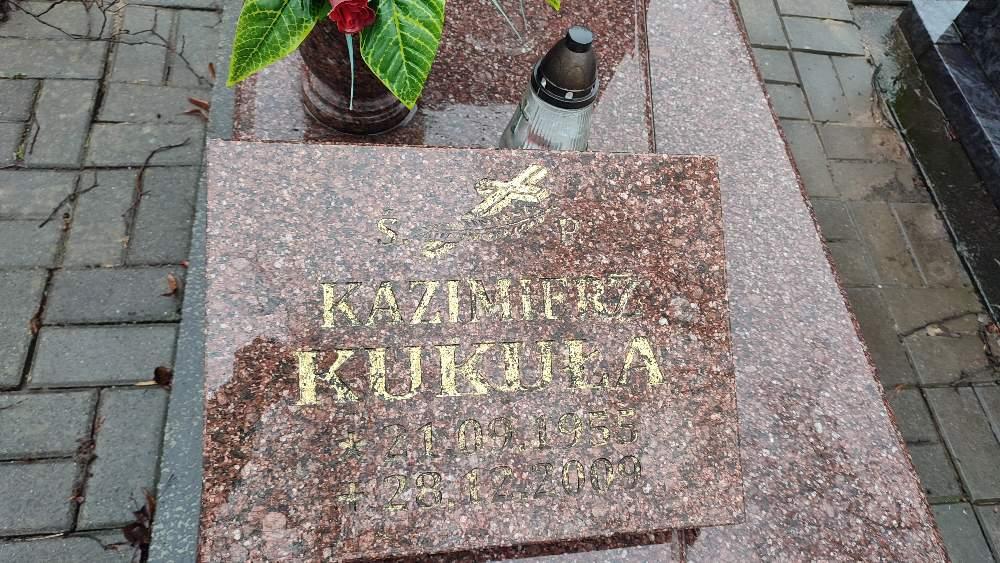 Ś. P.
KAZIMIERZ
KUKUŁA
* 21.09.1955
+ 28.12.2009